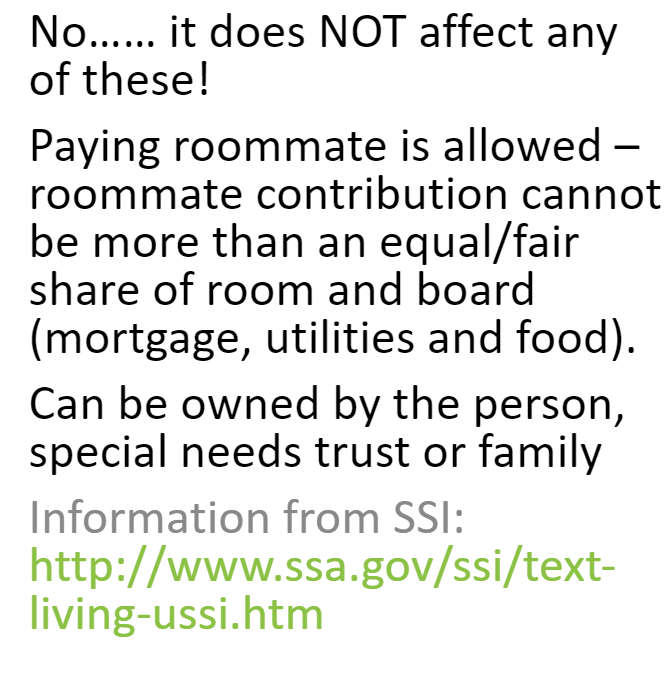 No…… it does NOT affect any
of these!
Paying roommate is allowed –
roommate contribution cannot
be more than an equal/fair
share of room and board
(mortgage, utilities and food).
Can be owned by the person,
special needs trust or family
Information from SSI:
http://www.ssa.gov/ssi/text-
living-ussi.htm